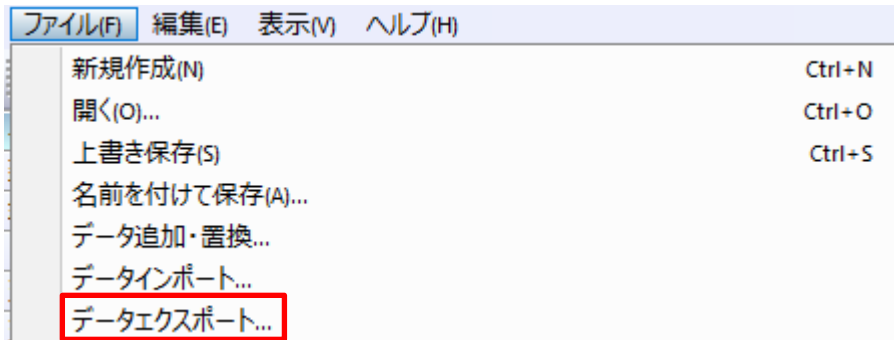 ファイル(F) 編集(E) 表示(V) ヘルプ(H)
新規作成(N) Ctrl+N
開く(O)... Ctrl+O
上書き保存(S) Ctrl+S
名前を付けて保存(A)...
データ追加・置換...
データインポート...
データエクスポート...